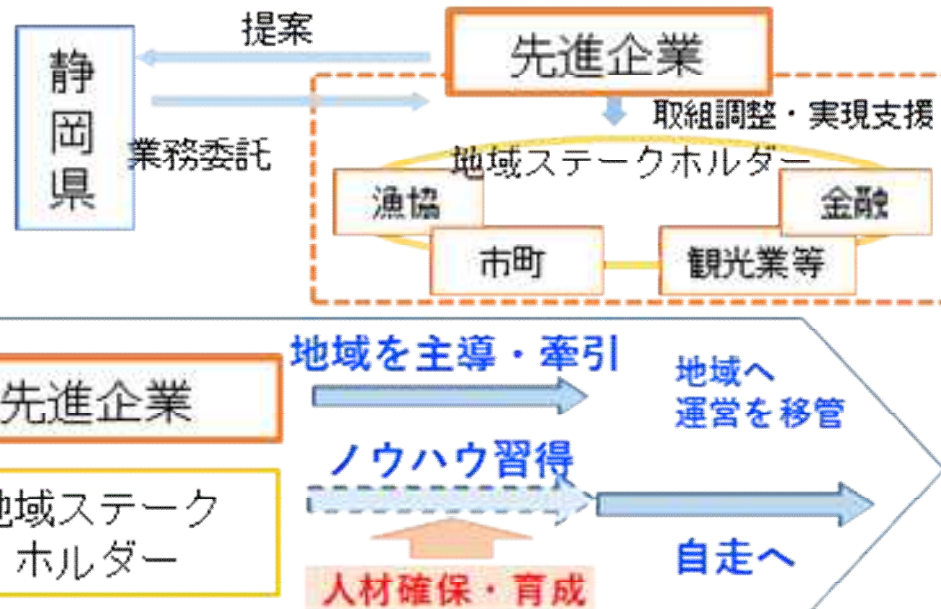 提案
先進企業
静岡県
業務委託
取組調整・実現支援
地域ステークホルダー
漁協
金融
市町
観光業等
地域を主導・牽引
先進企業
地域へ
運営を移管
ノウハウ習得
地域ステーク
ホルダー
自走へ
人材確保・育成